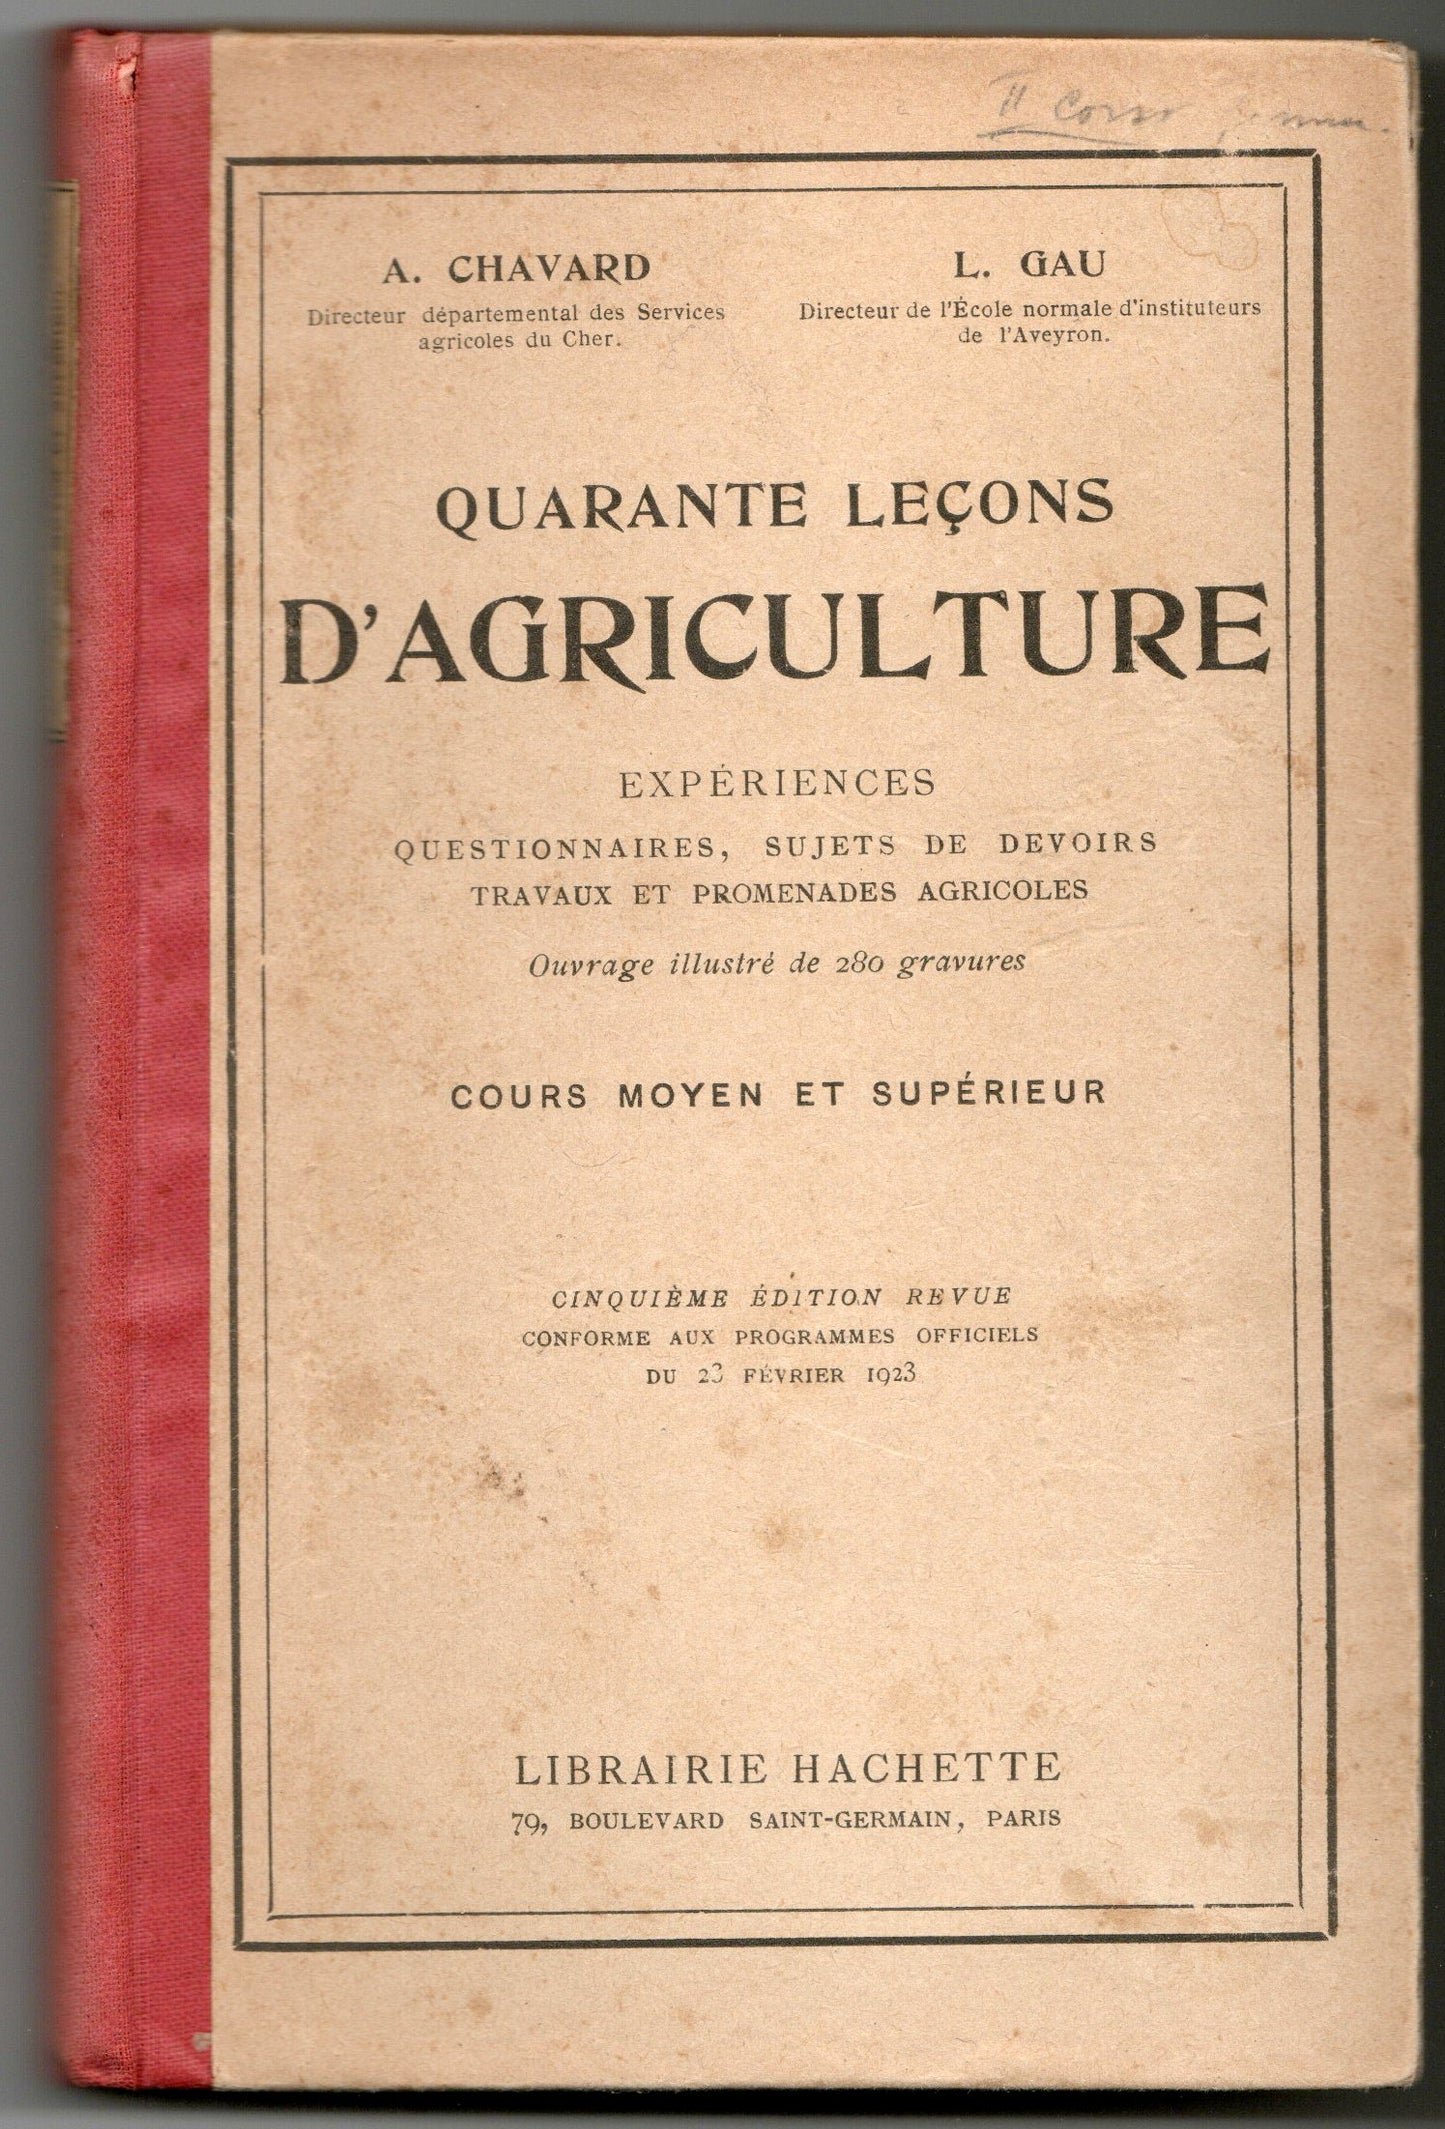 II Corso
A. CHAVARD
Directeur départemental des Services
agricoles du Cher.
L. GAU
Directeur de l'École normale d'instituteurs
de l'Aveyron.
QUARANTE LEÇONS
D'AGRICULTURE
EXPÉRIENCES
QUESTIONNAIRES, SUJETS DE DEVOIRS
TRAVAUX ET PROMENADES AGRICOLES
Ouvrage illustré de 280 gravures
COURS MOYEN ET SUPÉRIEUR
CINQUIÈME ÉDITION REVUE
CONFORME AUX PROGRAMMES OFFICIELS
DU 23 FÉVRIER 1923
LIBRAIRIE HACHETTE
79, BOULEVARD SAINT-GERMAIN, PARIS